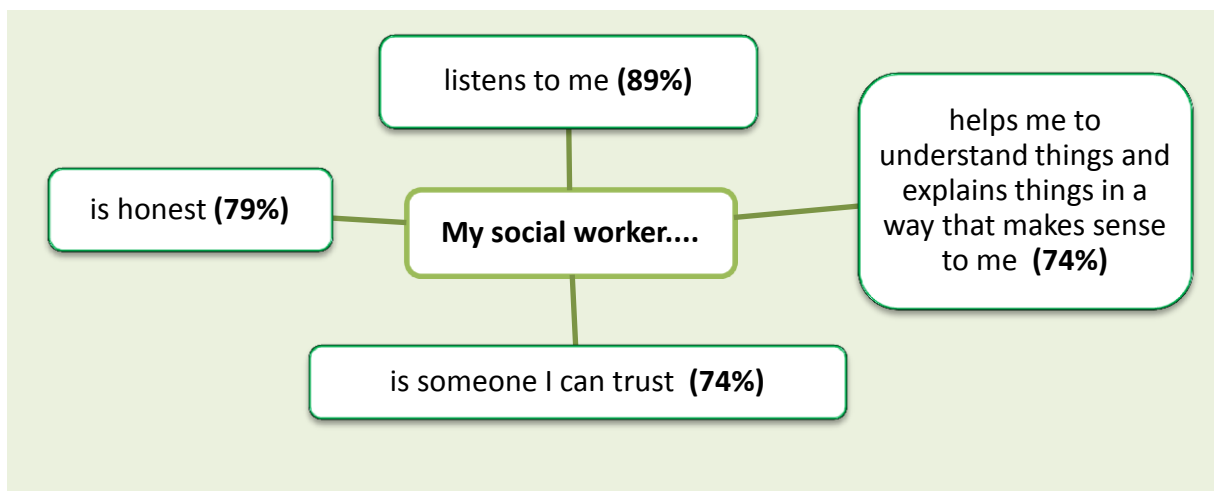 listens to me (89%)
helps me to
understand things and
explains things in a
way that makes sense
to me (74%)
is honest (79%)
My social worker....
is someone I can trust (74%)